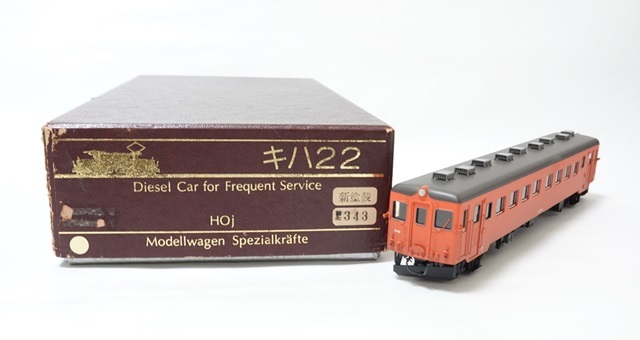 キハ22
Diesel Car for Frequent Service
新塗装
HOj
343
Modellwagen Spezialkräfte